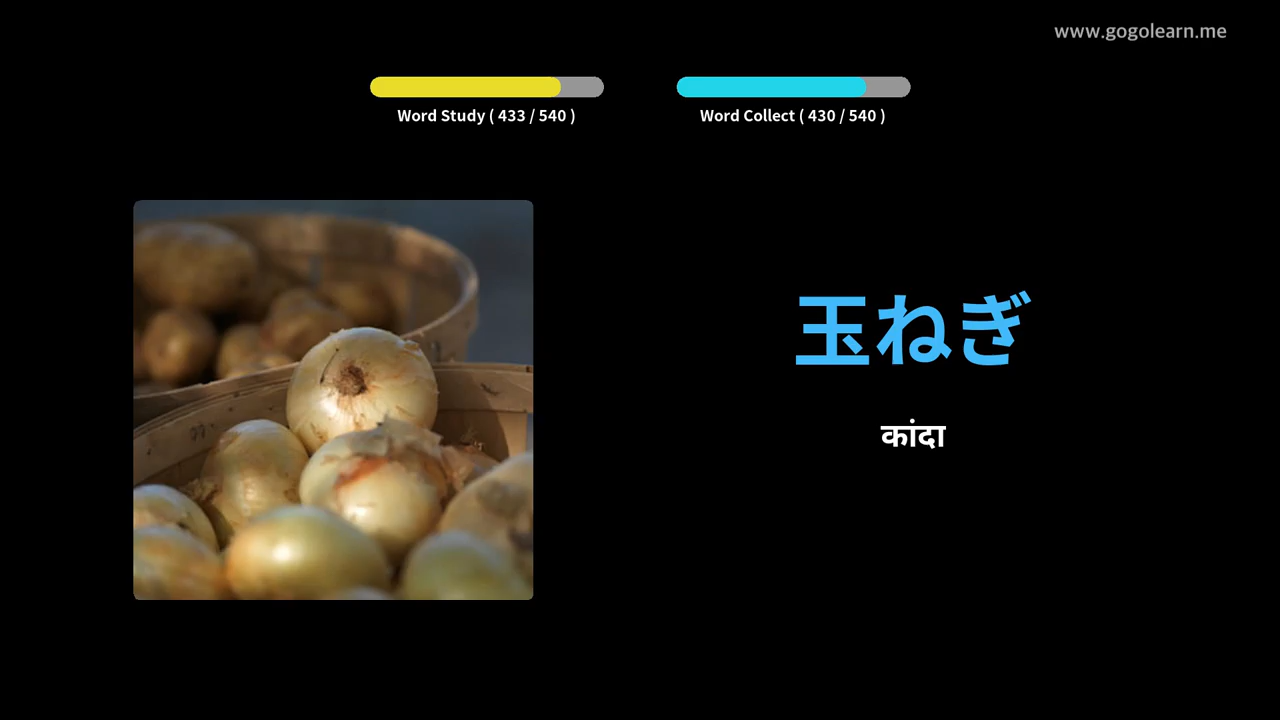 www.gogolearn.me
Word Study ( 433 / 540 )
Word Collect ( 430 / 540 )
玉ねぎ
कांदा